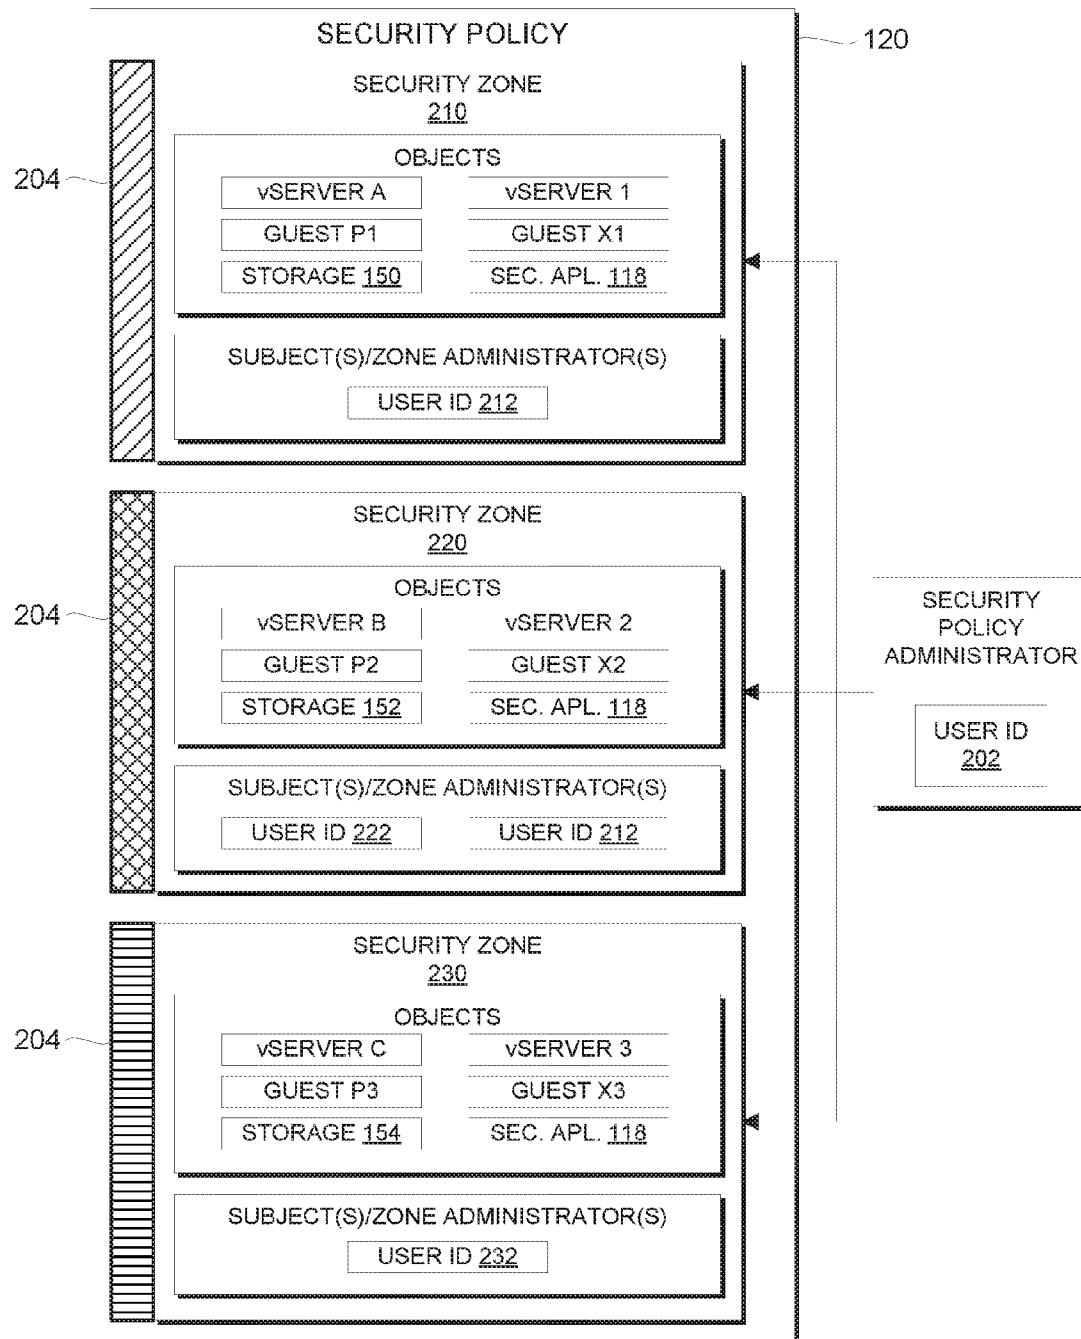 SECURITY POLICY
120
SECURITY ZONE
210
204
OBJECTS
vSERVER A
vSERVER 1
GUEST P1
GUEST X1
STORAGE 150
SEC. APL. 118
SUBJECT(S)/ZONE ADMINISTRATOR(S)
USER ID 212
SECURITY ZONE
220
204
OBJECTS
vSERVER B
vSERVER 2
GUEST P2
GUEST X2
STORAGE 152
SEC. APL. 118
SUBJECT(S)/ZONE ADMINISTRATOR(S)
USER ID 222
USER ID 212
SECURITY
POLICY
ADMINISTRATOR
USER ID
202
SECURITY ZONE
230
204
OBJECTS
vSERVER C
vSERVER 3
GUEST P3
GUEST X3
STORAGE 154
SEC. APL. 118
SUBJECT(S)/ZONE ADMINISTRATOR(S)
USER ID 232